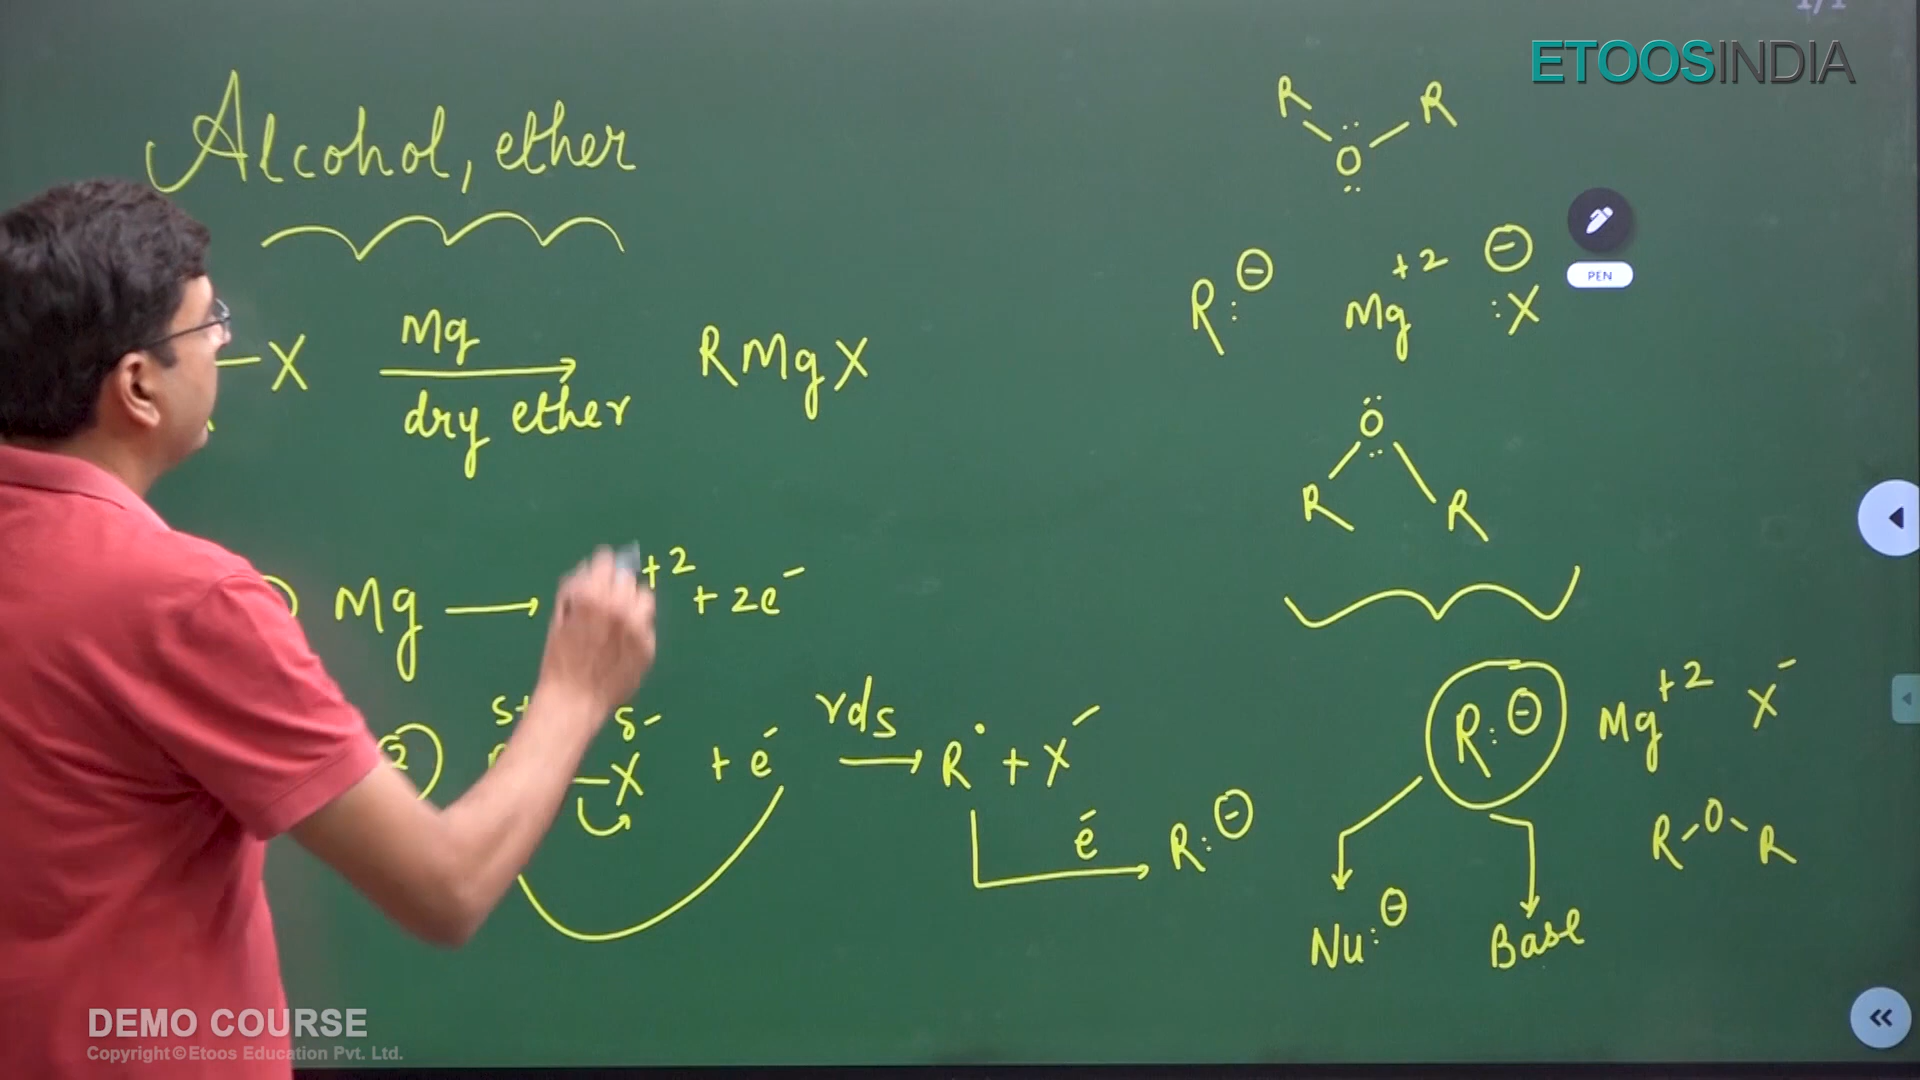 ETOOSINDIA
Alcohol, ether
R R
:O:
R:⊖ Mg+2 :X⊖
–X Mg dry ether → RMgX
:O:
R R
Mg → +2 + 2e⁻
② δ+ δ-
–X + e⁻ rds → R• + X⁻
e⁻ → R:⊖
R:⊖ Mg+2 X⁻
R–O–R
Nu:⊖ Base
PEN
DEMO COURSE
Copyright © Etoos Education Pvt. Ltd.